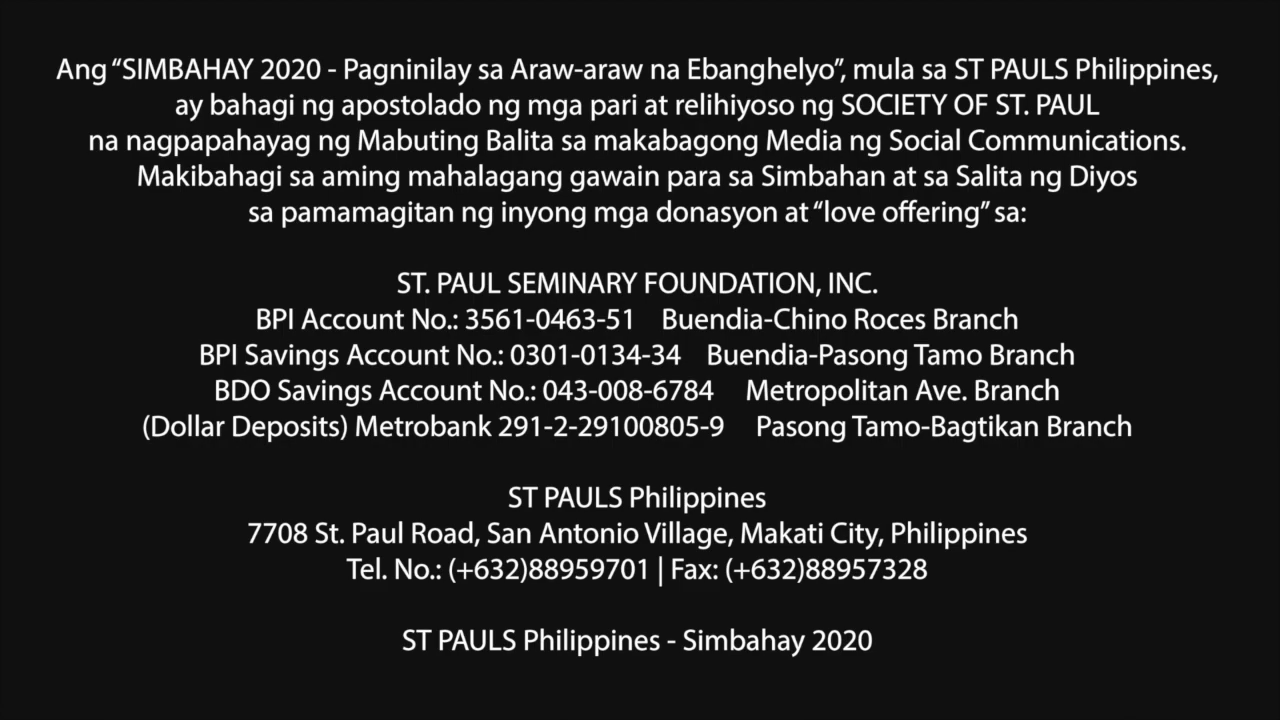 Ang “SIMBAHAY 2020 - Pagninilay sa Araw-araw na Ebanghelyo”, mula sa ST PAULS Philippines,
ay bahagi ng apostolado ng mga pari at relihiyoso ng SOCIETY OF ST. PAUL
na nagpapahayag ng Mabuting Balita sa makabagong Media ng Social Communications.
Makibahagi sa aming mahalagang gawain para sa Simbahan at sa Salita ng Diyos
sa pamamagitan ng inyong mga donasyon at “love offering” sa:
ST. PAUL SEMINARY FOUNDATION, INC.
BPI Account No.: 3561-0463-51 Buendia-Chino Roces Branch
BPI Savings Account No.: 0301-0134-34 Buendia-Pasong Tamo Branch
BDO Savings Account No.: 043-008-6784 Metropolitan Ave. Branch
(Dollar Deposits) Metrobank 291-2-29100805-9 Pasong Tamo-Bagtikan Branch
ST PAULS Philippines
7708 St. Paul Road, San Antonio Village, Makati City, Philippines
Tel. No.: (+632)88959701 | Fax: (+632)88957328
ST PAULS Philippines - Simbahay 2020